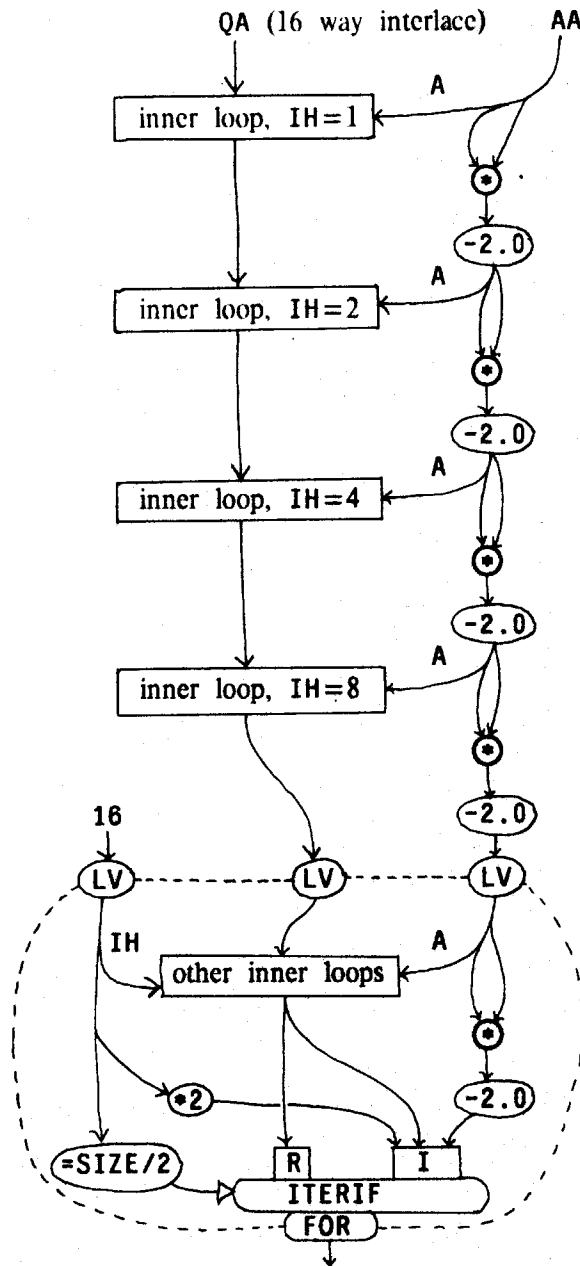 QA (16 way interlace) AA
A
inner loop, IH=1
*
-2.0
A
inner loop, IH=2
*
-2.0
A
inner loop, IH=4
*
-2.0
A
inner loop, IH=8
*
16
-2.0
LV LV LV
IH A
other inner loops
*
*2 -2.0
=SIZE/2 R I
ITERIF
FOR